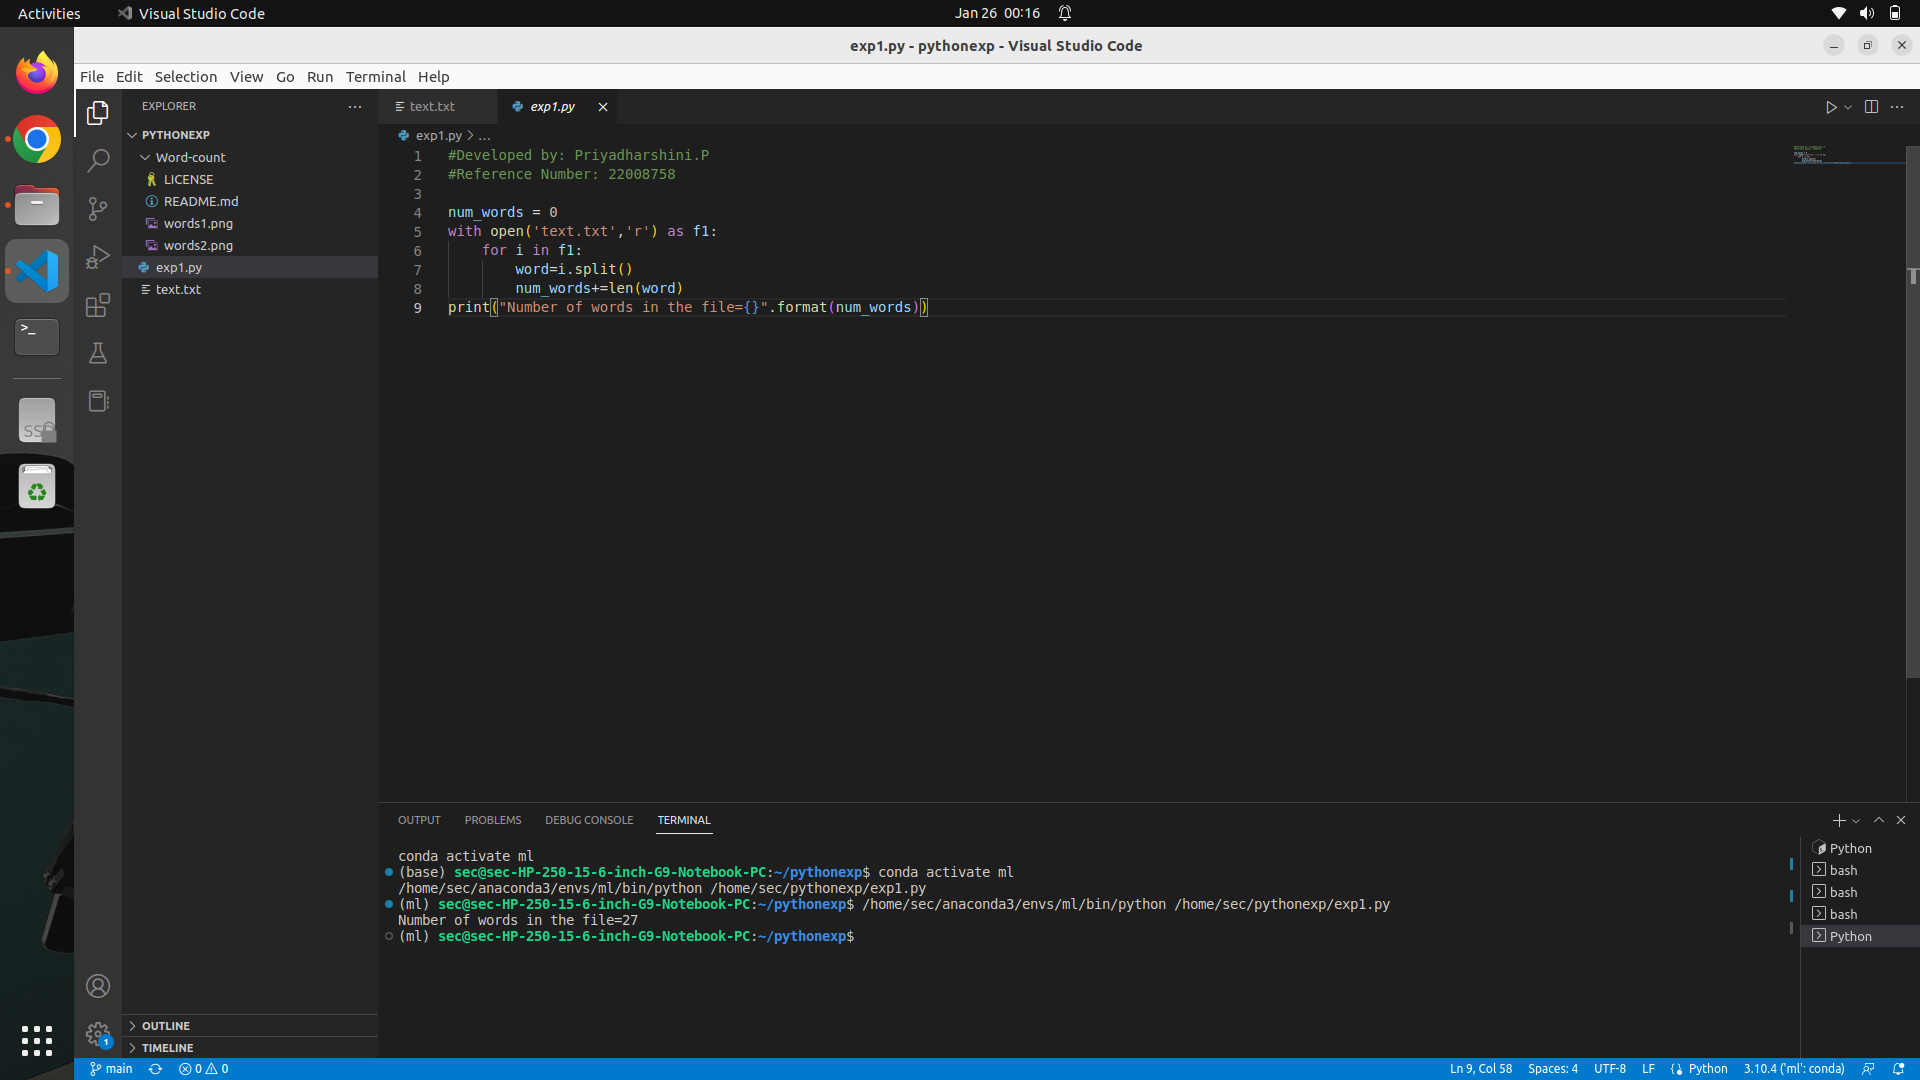 Activities
Visual Studio Code
Jan 26 00:16
exp1.py - pythonexp - Visual Studio Code
File Edit Selection View Go Run Terminal Help
EXPLORER
PYTHONEXP
Word-count
LICENSE
README.md
words1.png
words2.png
exp1.py
text.txt
OUTLINE
TIMELINE
text.txt
exp1.py
exp1.py > ...
1 #Developed by: Priyadharshini.P
2 #Reference Number: 22008758
3
4 num_words = 0
5 with open('text.txt','r') as f1:
6     for i in f1:
7         word=i.split()
8         num_words+=len(word)
9 print("Number of words in the file={}".format(num_words))
OUTPUT PROBLEMS DEBUG CONSOLE TERMINAL
conda activate ml
(base) sec@sec-HP-250-15-6-inch-G9-Notebook-PC:~/pythonexp$ conda activate ml
/home/sec/anaconda3/envs/ml/bin/python /home/sec/pythonexp/exp1.py
(ml) sec@sec-HP-250-15-6-inch-G9-Notebook-PC:~/pythonexp$ /home/sec/anaconda3/envs/ml/bin/python /home/sec/pythonexp/exp1.py
Number of words in the file=27
(ml) sec@sec-HP-250-15-6-inch-G9-Notebook-PC:~/pythonexp$
Python
bash
bash
bash
Python
SS
1
main 0 0
Ln 9, Col 58 Spaces: 4 UTF-8 LF Python 3.10.4 ('ml': conda)